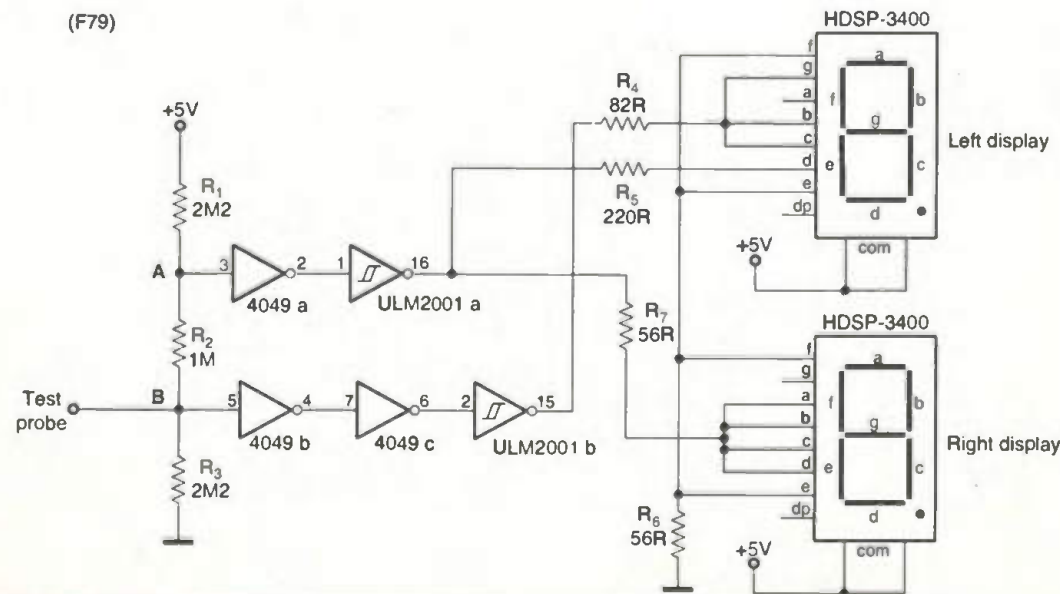 (F79)
HDSP-3400
f
g
a
b
c
d
e
dp
a
f
b
g
e
c
d
com
Left display
+5V
R4
82R
R5
220R
+5V
R1
2M2
A
3
2
4049 a
1
16
ULM2001 a
R2
1M
R7
56R
+5V
HDSP-3400
f
g
a
b
c
d
e
dp
a
f
b
g
e
c
d
com
Right display
Test
probe
B
5
4
4049 b
7
6
4049 c
2
15
ULM2001 b
R3
2M2
R6
56R
+5V